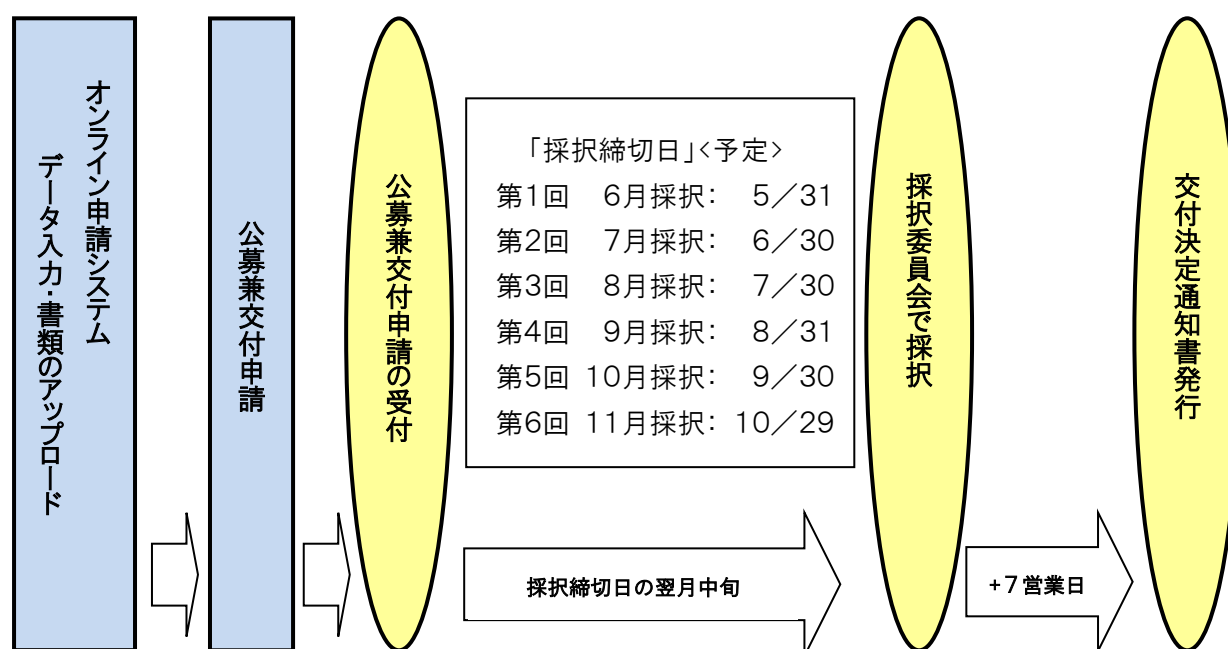 オンライン申請システム
データ入力・書類のアップロード
公募兼交付申請
公募兼交付申請の受付
「採択締切日」<予定>
第1回 6月採択: 5/31
第2回 7月採択: 6/30
第3回 8月採択: 7/30
第4回 9月採択: 8/31
第5回 10月採択: 9/30
第6回 11月採択: 10/29
採択締切日の翌月中旬
採択委員会で採択
+7営業日
交付決定通知書発行